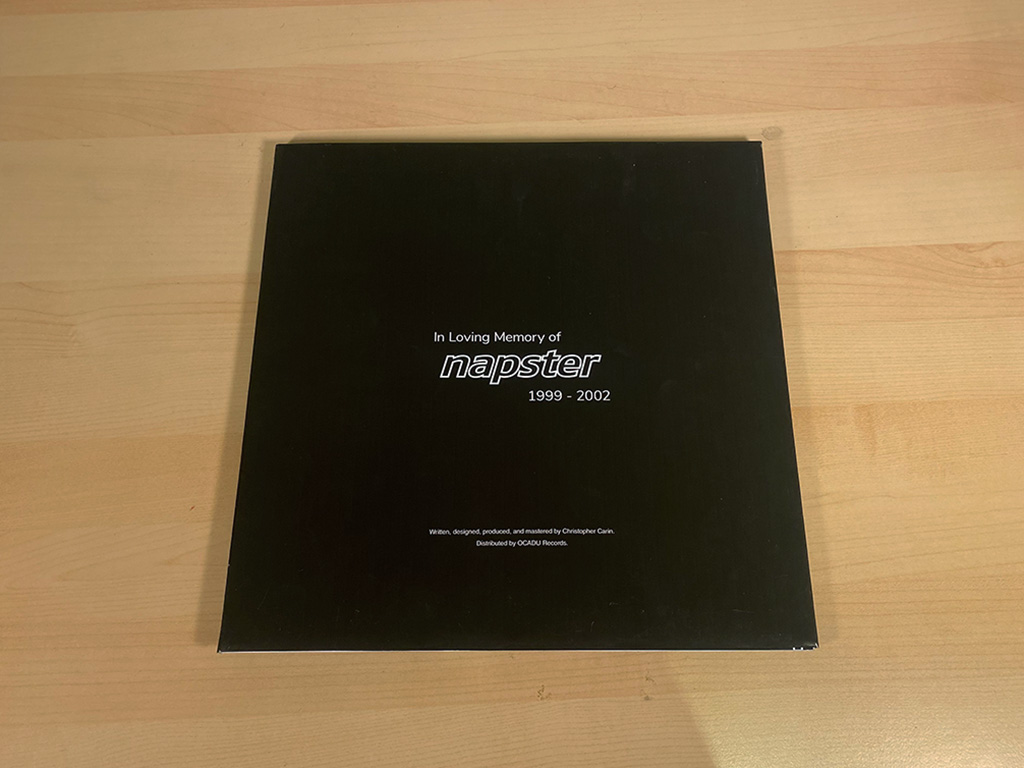 In Loving Memory of
napster
1999 - 2002
Written, designed, produced, and mastered by Christopher Carin.
Distributed by OCADU Records.